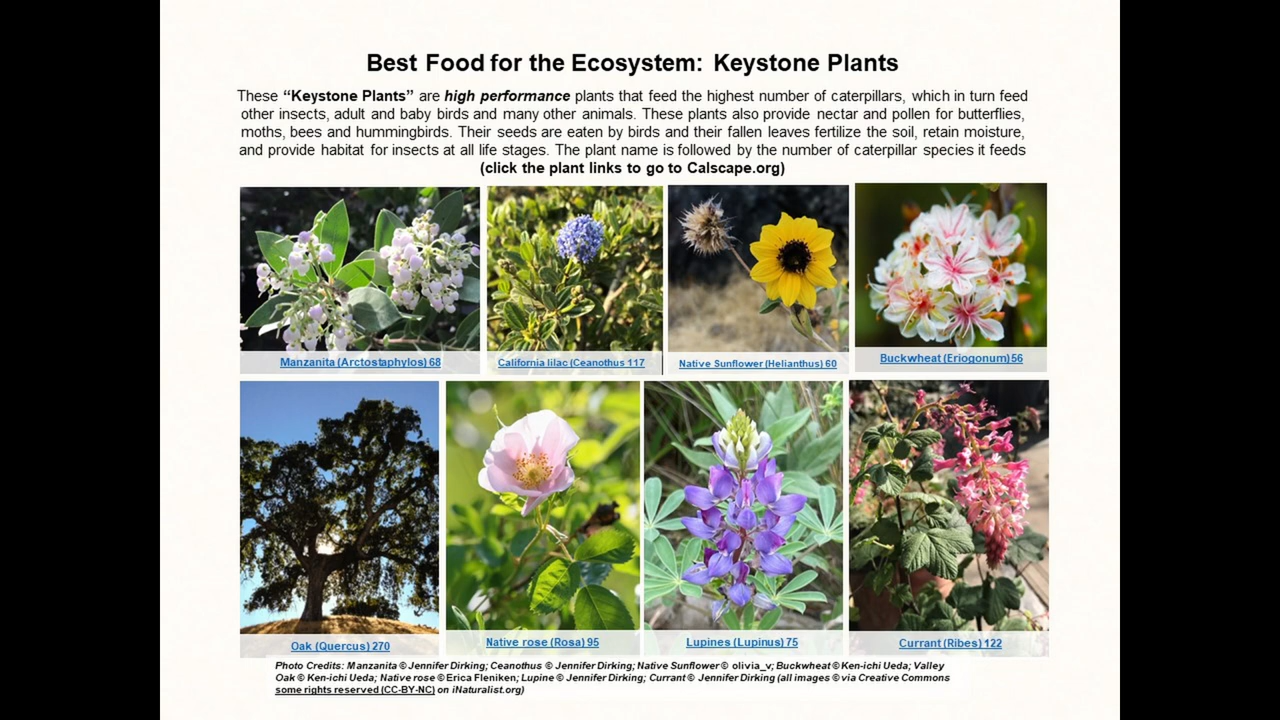 Best Food for the Ecosystem: Keystone Plants
These “Keystone Plants” are high performance plants that feed the highest number of caterpillars, which in turn feed
other insects, adult and baby birds and many other animals. These plants also provide nectar and pollen for butterflies,
moths, bees and hummingbirds. Their seeds are eaten by birds and their fallen leaves fertilize the soil, retain moisture,
and provide habitat for insects at all life stages. The plant name is followed by the number of caterpillar species it feeds
(click the plant links to go to Calscape.org)
Manzanita (Arctostaphylos) 68
California lilac (Ceanothus 117
Native Sunflower (Helianthus) 60
Buckwheat (Eriogonum) 56
Oak (Quercus) 270
Native rose (Rosa) 95
Lupines (Lupinus) 75
Currant (Ribes) 122
Photo Credits: Manzanita © Jennifer Dirking; Ceanothus © Jennifer Dirking; Native Sunflower © olivia_v; Buckwheat © Ken-ichi Ueda; Valley
Oak © Ken-ichi Ueda; Native rose © Erica Fleniken; Lupine © Jennifer Dirking; Currant © Jennifer Dirking (all images © via Creative Commons
some rights reserved (CC-BY-NC) on iNaturalist.org)